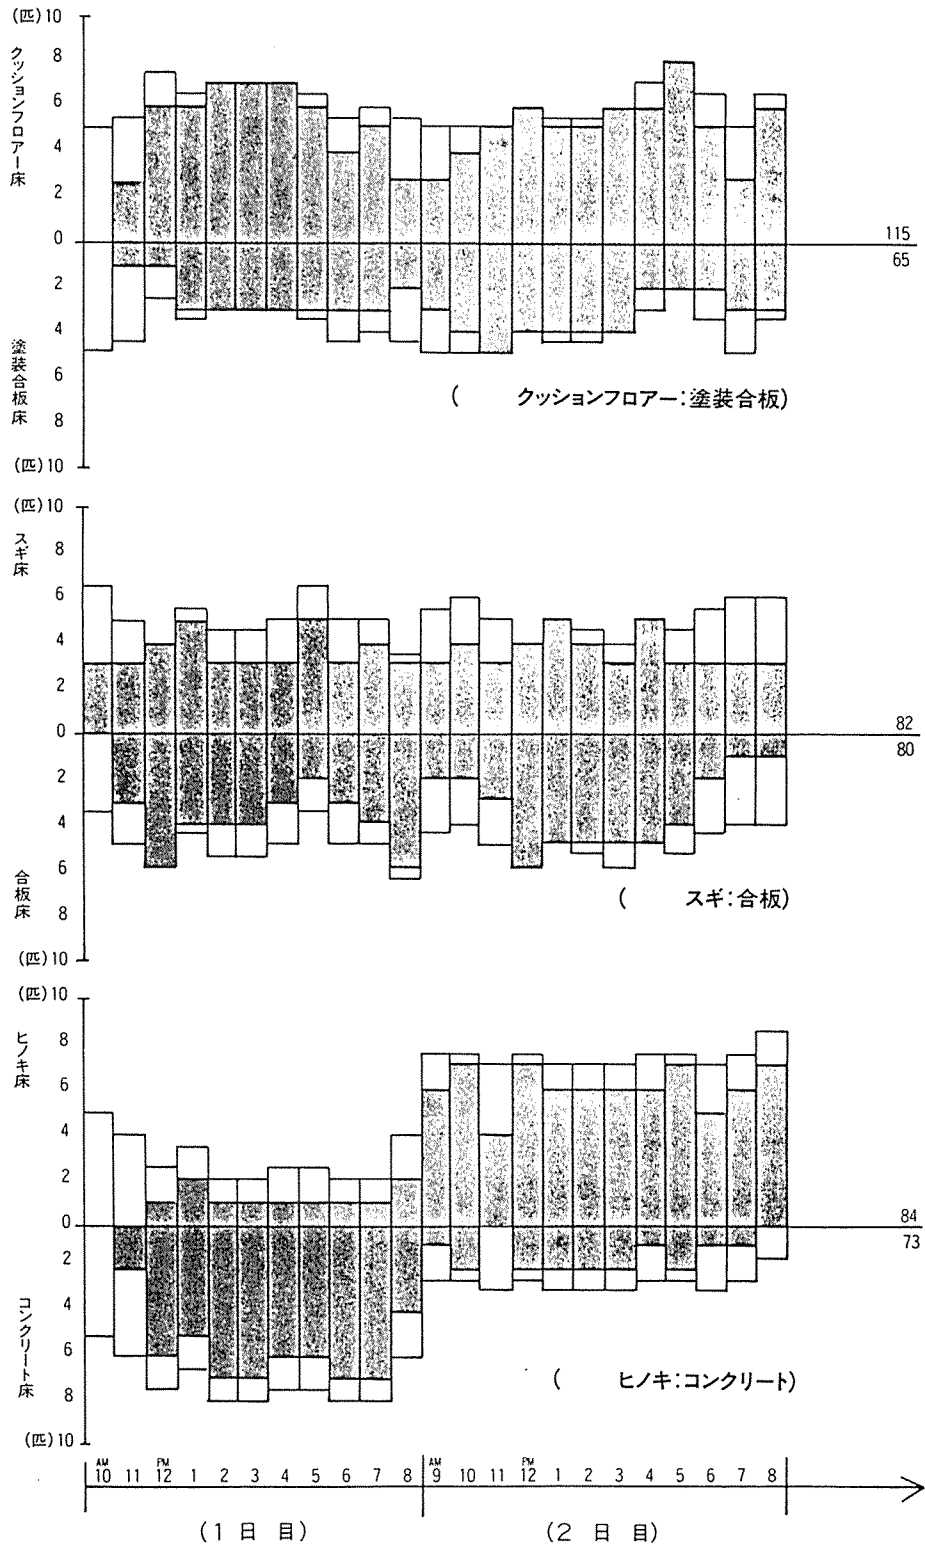 (匹)10
8
6
4
2
0
2
4
6
8
(匹)10
クッションフロアー床
塗装合板床
115
65
( クッションフロアー:塗装合板)
(匹)10
8
6
4
2
0
2
4
6
8
(匹)10
スギ床
合板床
82
80
( スギ:合板)
(匹)10
8
6
4
2
0
2
4
6
8
(匹)10
ヒノキ床
コンクリート床
84
73
( ヒノキ:コンクリート)
AM PM AM PM
10 11 12 1 2 3 4 5 6 7 8 9 10 11 12 1 2 3 4 5 6 7 8
(1日目) (2日目)